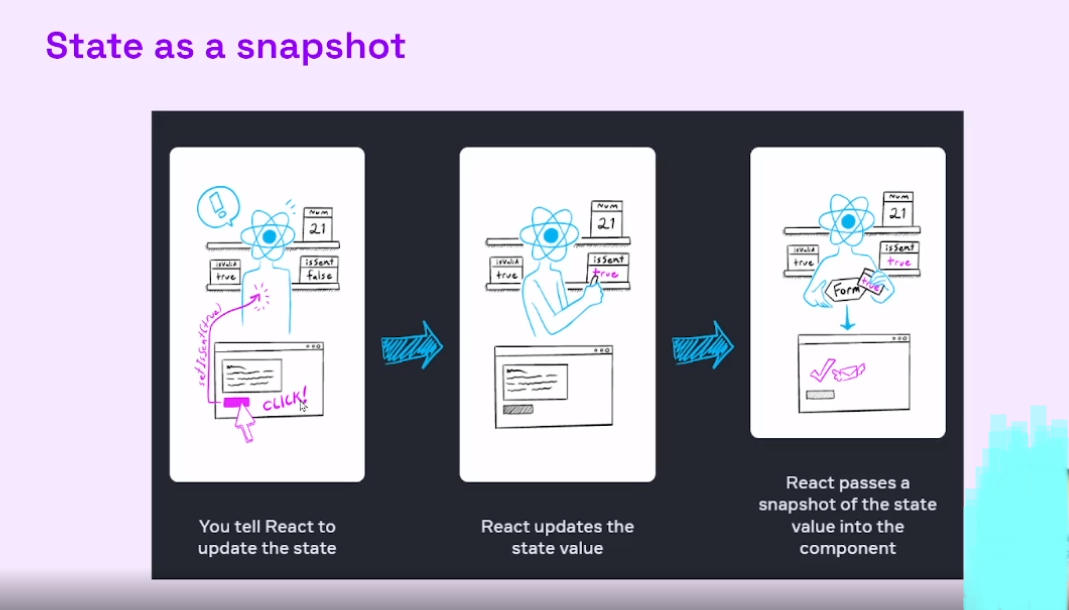 State as a snapshot
Num
21
isValid
true
isSent
false
setIsSent(true)
CLICK!
You tell React to
update the state
Num
21
isValid
true
isSent
true
React updates the
state value
Num
21
isValid
true
isSent
true
Form
true
React passes a
snapshot of the state
value into the
component